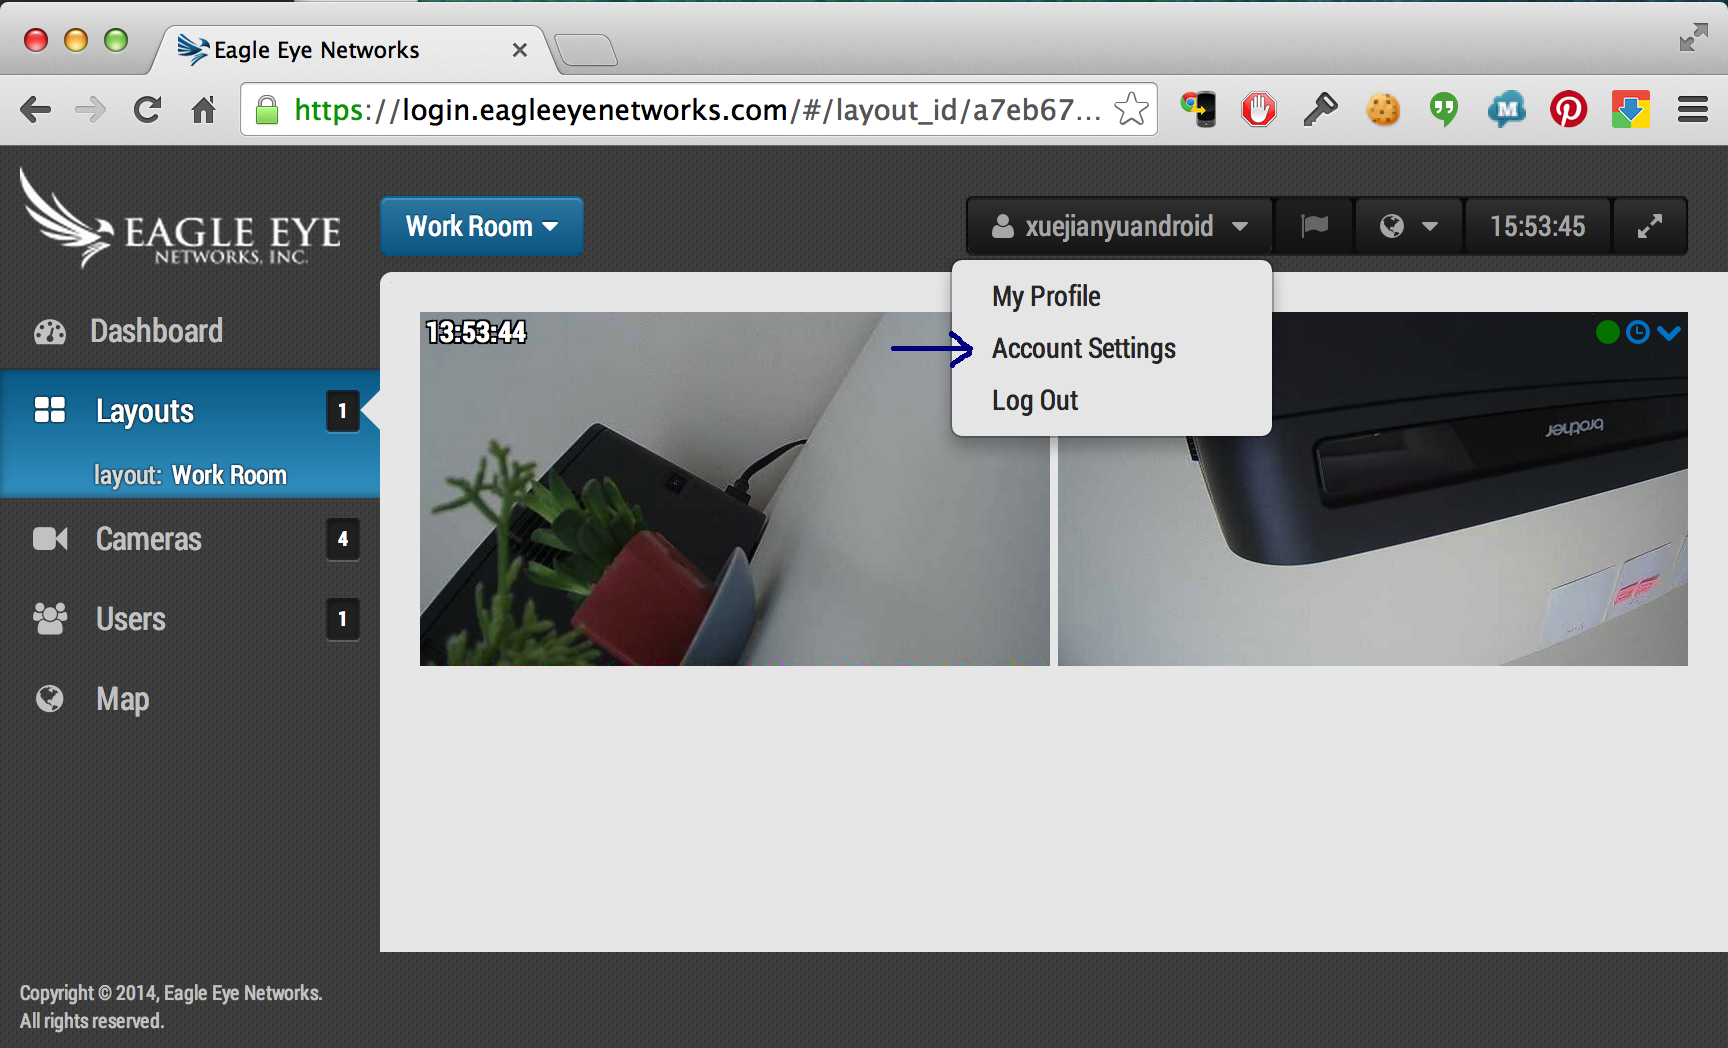 Eagle Eye Networks
https://login.eagleeyenetworks.com/#/layout_id/a7eb67...
EAGLE EYE
NETWORKS, INC.
Work Room
xuejianyuandroid
15:53:45
My Profile
Account Settings
Log Out
13:53:44
brother
Dashboard
Layouts 1
layout: Work Room
Cameras 4
Users 1
Map
Copyright © 2014, Eagle Eye Networks.
All rights reserved.